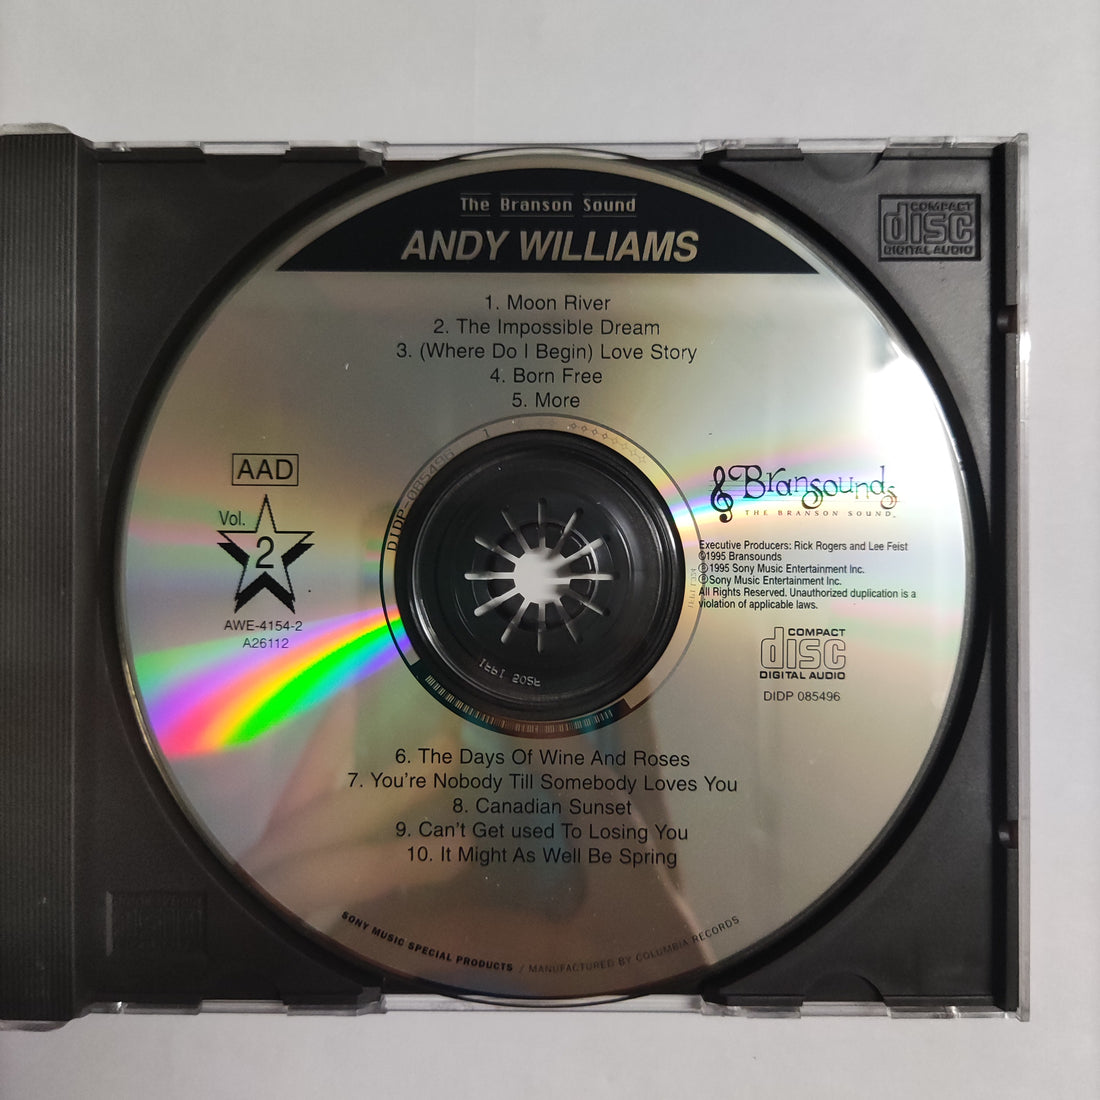 The Branson Sound
ANDY WILLIAMS
COMPACT
disc
DIGITAL AUDIO
1. Moon River
2. The Impossible Dream
3. (Where Do I Begin) Love Story
4. Born Free
5. More
DIDP-085496 1
AAD
Vol.
2
AWE-4154-2
A26112
Bransounds
THE BRANSON SOUND
Executive Producers: Rick Rogers and Lee Feist
©1995 Bransounds
℗1995 Sony Music Entertainment Inc.
℗Sony Music Entertainment Inc.
All Rights Reserved. Unauthorized duplication is a
violation of applicable laws.
COMPACT
disc
DIGITAL AUDIO
DIDP 085496
6. The Days Of Wine And Roses
7. You're Nobody Till Somebody Loves You
8. Canadian Sunset
9. Can't Get used To Losing You
10. It Might As Well Be Spring
SONY MUSIC SPECIAL PRODUCTS / MANUFACTURED BY COLUMBIA RECORDS